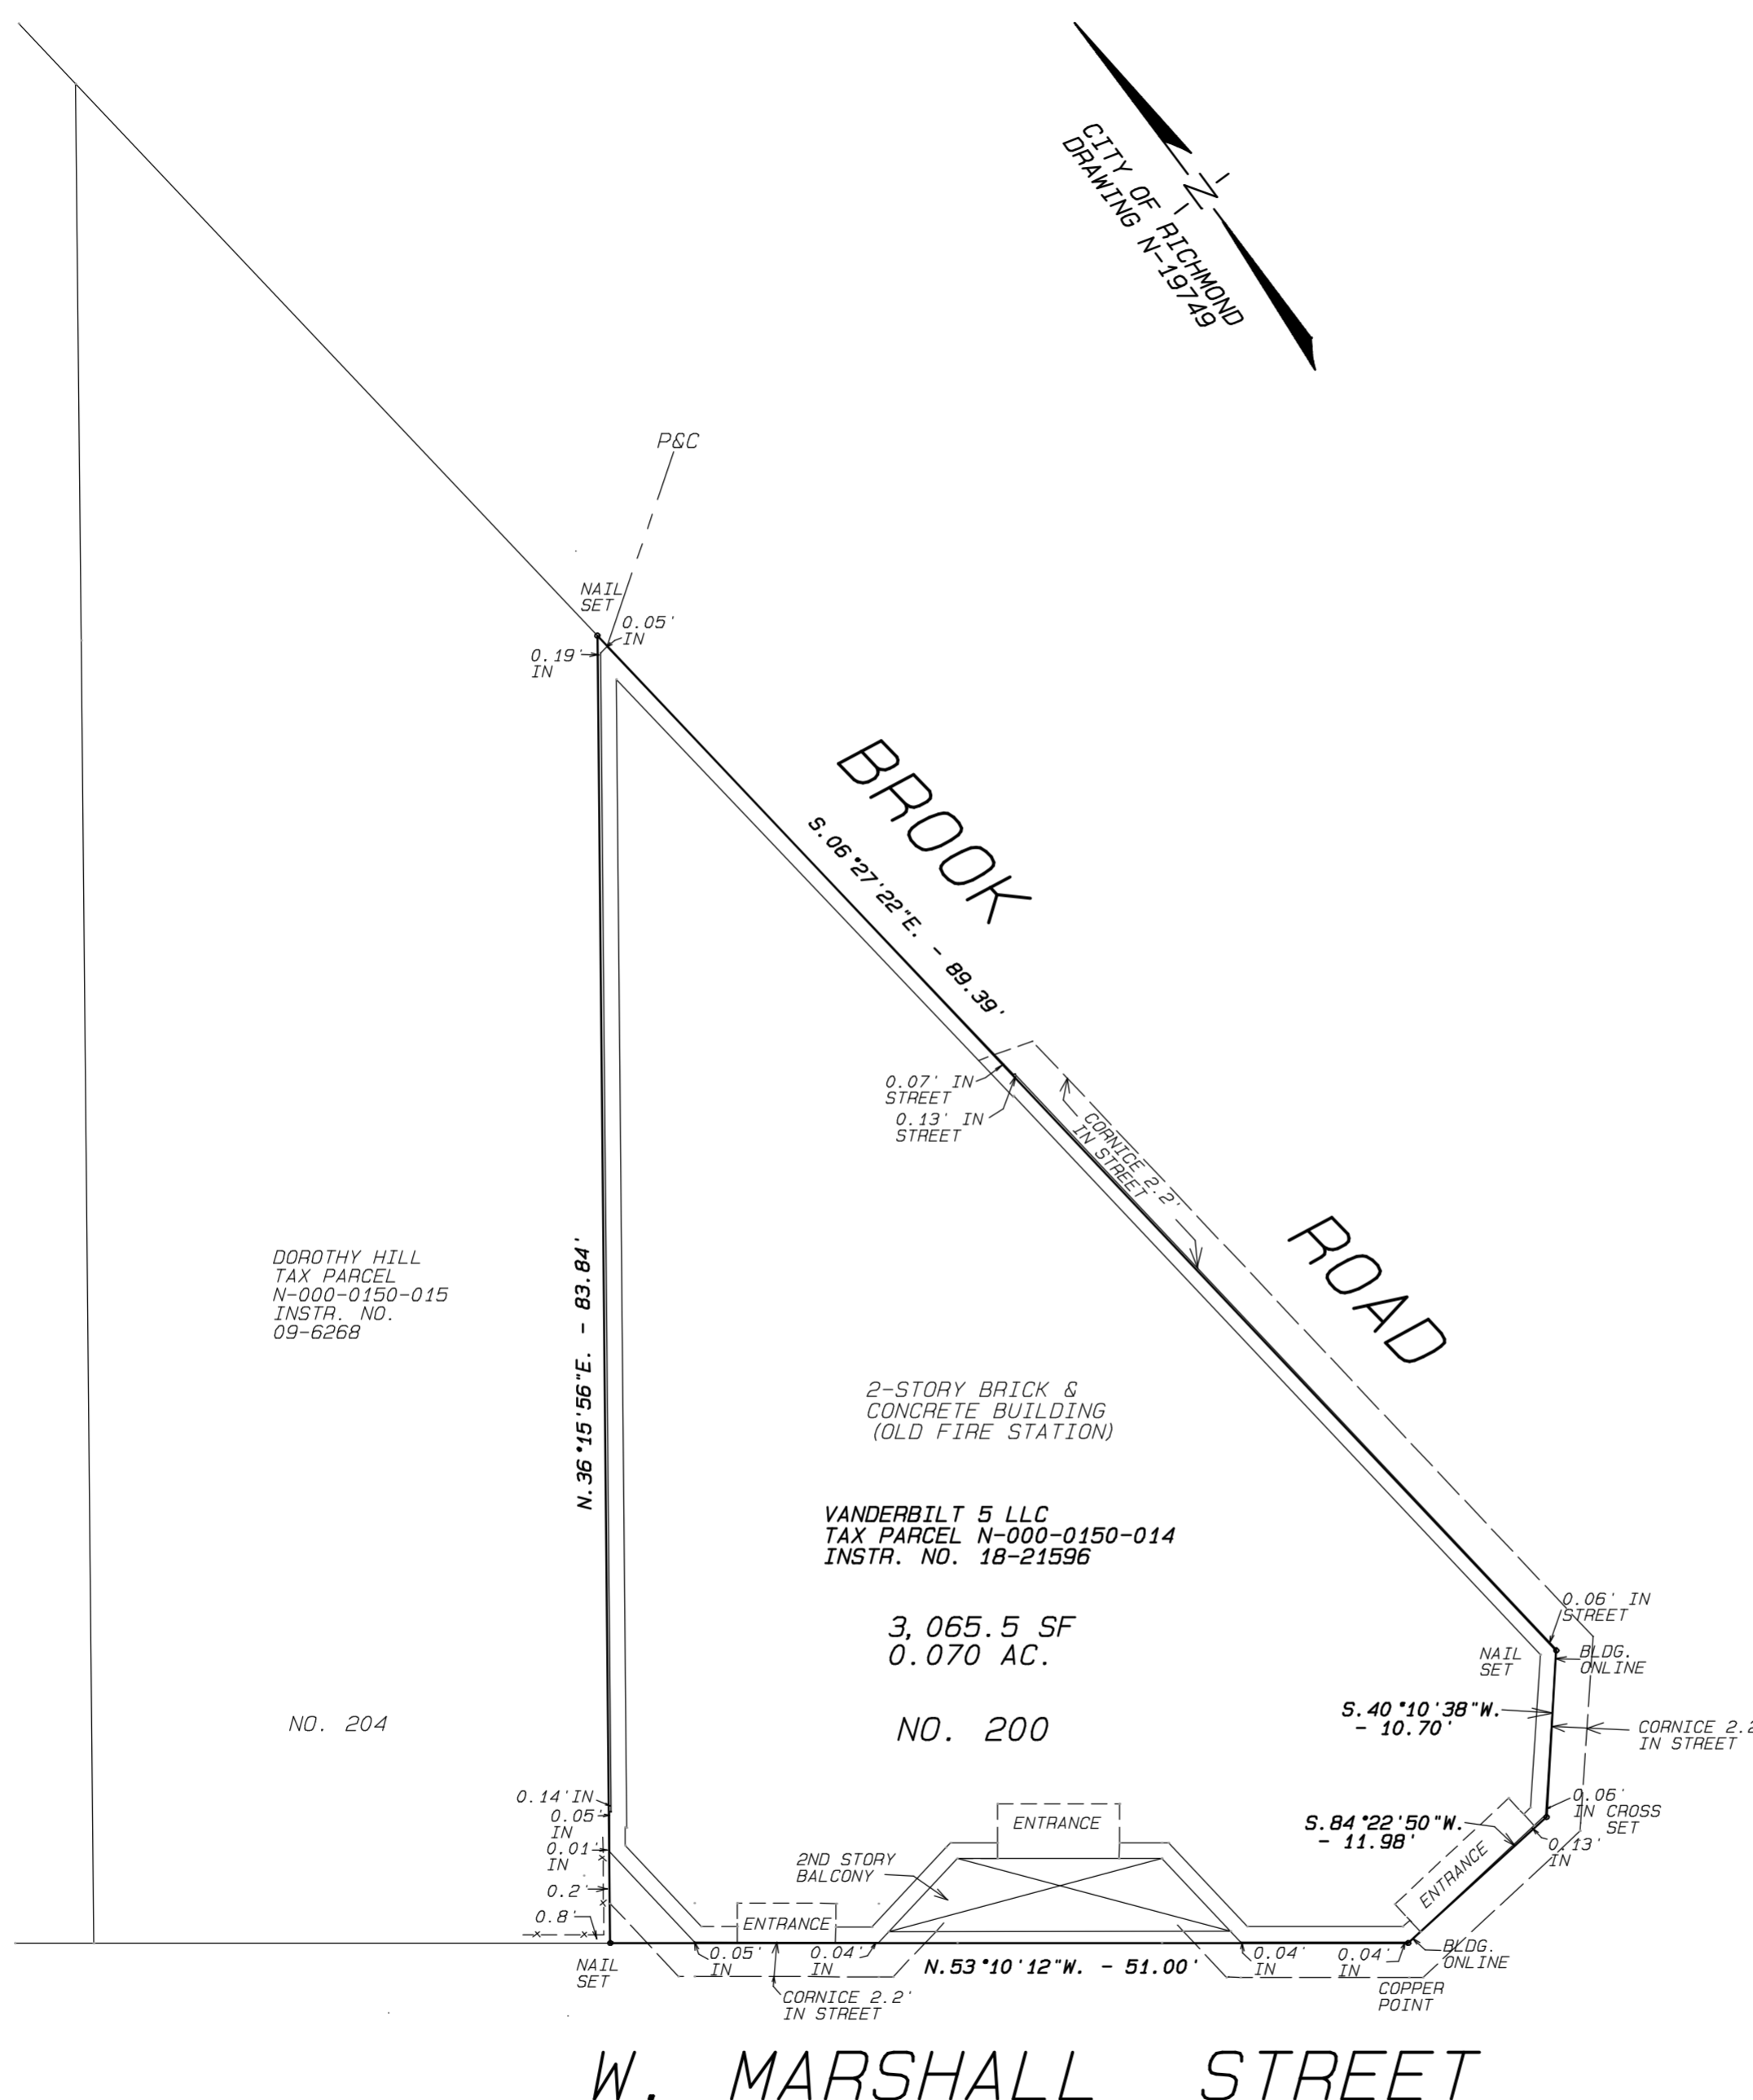 CITY OF RICHMOND
DRAWING N-19749
N
P&C
NAIL
SET
0.05'
IN
0.19'
IN
BROOK
S.06°27'22"E. - 89.39'
0.07' IN
STREET
0.13' IN
STREET
CORNICE 2.2'
IN STREET
ROAD
DOROTHY HILL
TAX PARCEL
N-000-0150-015
INSTR. NO.
09-6268
N.36°15'56"E. - 83.84'
2-STORY BRICK &
CONCRETE BUILDING
(OLD FIRE STATION)
VANDERBILT 5 LLC
TAX PARCEL N-000-0150-014
INSTR. NO. 18-21596
3,065.5 SF
0.070 AC.
NO. 200
NO. 204
0.06' IN
STREET
NAIL
SET
BLDG.
ONLINE
S.40°10'38"W.
- 10.70'
CORNICE 2.2
IN STREET
0.06'
IN CROSS
SET
S.84°22'50"W.
- 11.98'
0.13'
IN
ENTRANCE
ENTRANCE
2ND STORY
BALCONY
ENTRANCE
0.14'IN
0.05'
IN
0.01'
IN
0.2'
0.8'
NAIL
SET
0.05'
IN
0.04'
IN
N.53°10'12"W. - 51.00'
0.04'
IN
0.04'
IN
BLDG.
ONLINE
COPPER
POINT
CORNICE 2.2'
IN STREET
W. MARSHALL STREET